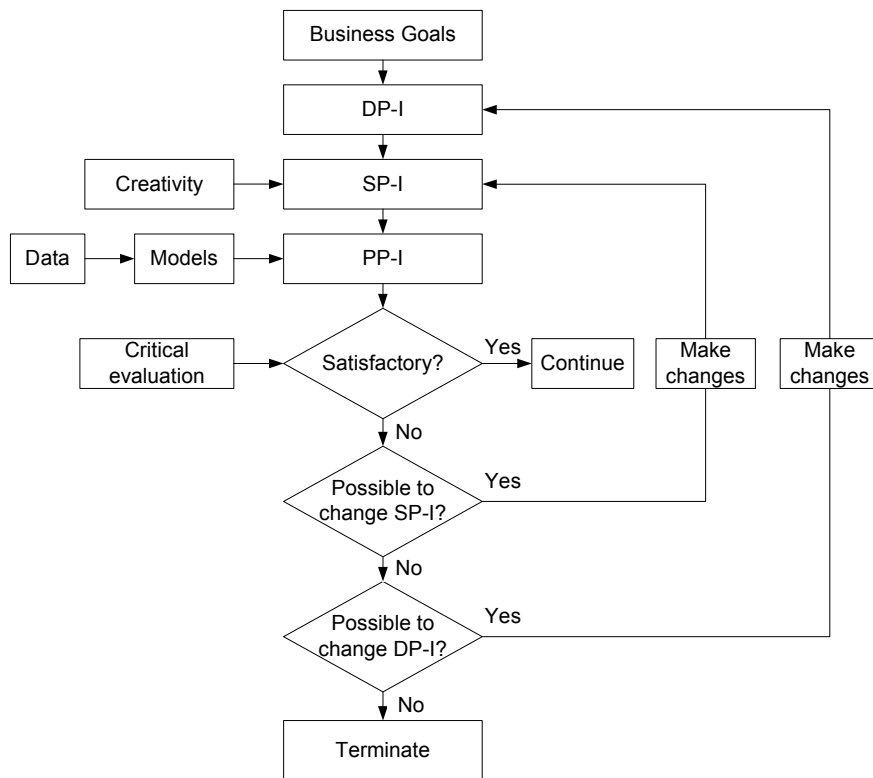 Business Goals
DP-I
Creativity
SP-I
Data
Models
PP-I
Critical
evaluation
Satisfactory?
Yes
Continue
Make
changes
Make
changes
No
Possible to
change SP-I?
Yes
No
Possible to
change DP-I?
Yes
No
Terminate